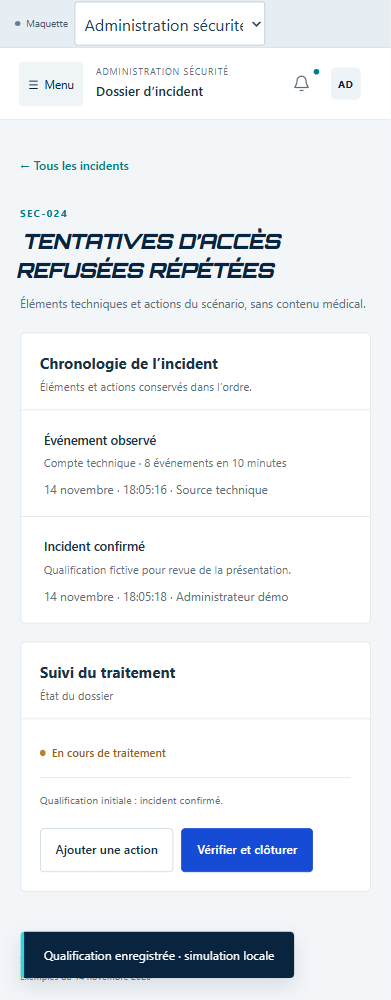 Maquette
Administration sécurité
☰ Menu
ADMINISTRATION SÉCURITÉ
Dossier d’incident
AD
← Tous les incidents
SEC-024
TENTATIVES D’ACCÈS
REFUSÉES RÉPÉTÉES
Éléments techniques et actions du scénario, sans contenu médical.
Chronologie de l’incident
Éléments et actions conservés dans l’ordre.
Événement observé
Compte technique · 8 événements en 10 minutes
14 novembre · 18:05:16 · Source technique
Incident confirmé
Qualification fictive pour revue de la présentation.
14 novembre · 18:05:18 · Administrateur démo
Suivi du traitement
État du dossier
En cours de traitement
Qualification initiale : incident confirmé.
Ajouter une action
Vérifier et clôturer
Qualification enregistrée · simulation locale